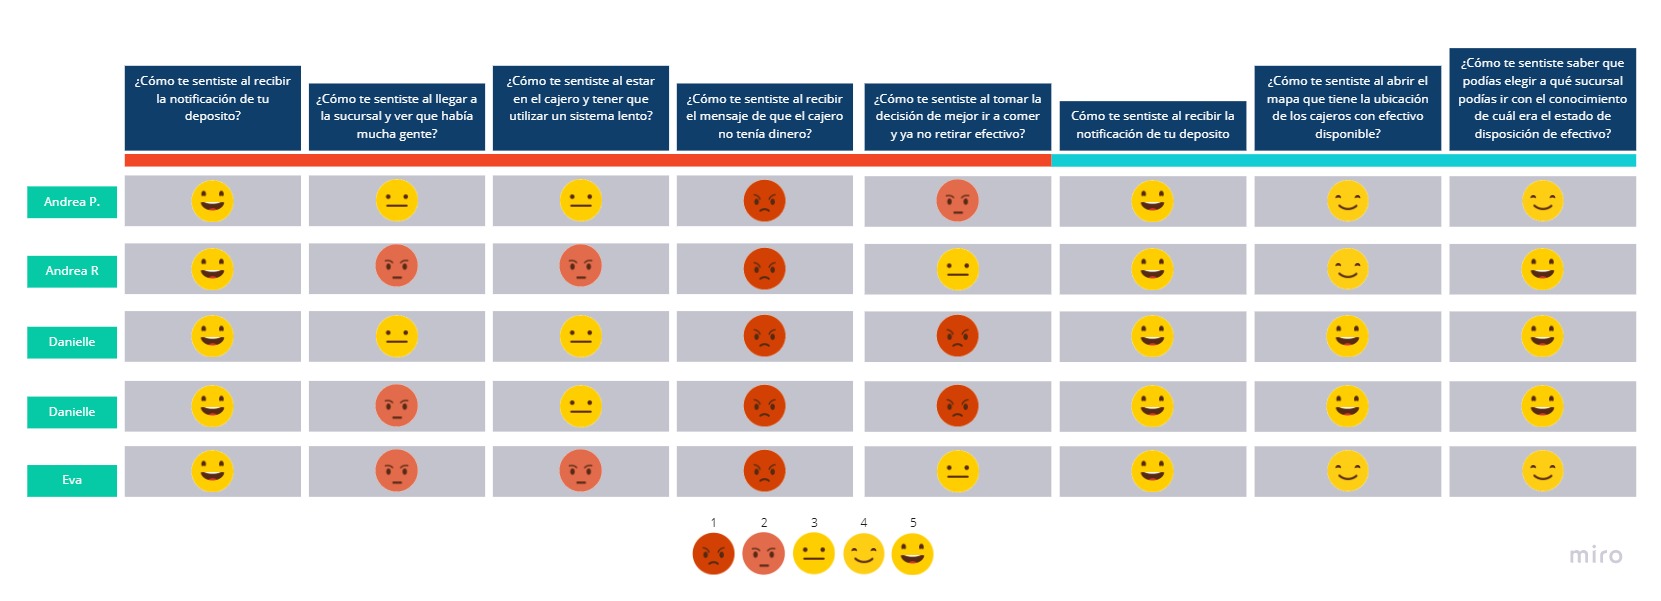 ¿Cómo te sentiste al recibir
la notificación de tu
deposito?
¿Cómo te sentiste al llegar a
la sucursal y ver que había
mucha gente?
¿Cómo te sentiste al estar
en el cajero y tener que
utilizar un sistema lento?
¿Cómo te sentiste al recibir
el mensaje de que el cajero
no tenía dinero?
¿Cómo te sentiste al tomar la
decisión de mejor ir a comer
y ya no retirar efectivo?
Cómo te sentiste al recibir la
notificación de tu deposito
¿Cómo te sentiste al abrir el
mapa que tiene la ubicación
de los cajeros con efectivo
disponible?
¿Cómo te sentiste saber que
podías elegir a qué sucursal
podías ir con el conocimiento
de cuál era el estado de
disposición de efectivo?
Andrea P.
Andrea R
Danielle
Danielle
Eva
1 2 3 4 5
miro